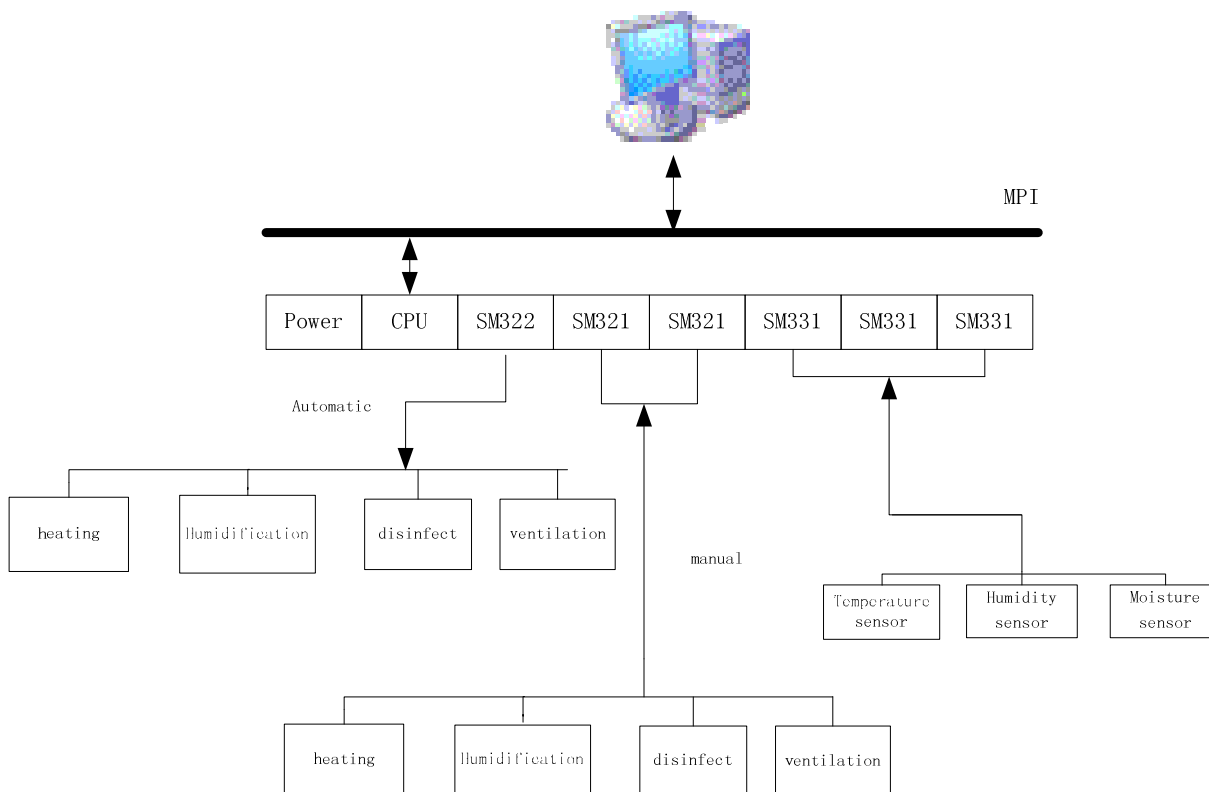 MPI
Power
CPU
SM322
SM321
SM321
SM331
SM331
SM331
Automatic
heating
Humidification
disinfect
ventilation
manual
Temperature
sensor
Humidity
sensor
Moisture
sensor
heating
Humidification
disinfect
ventilation